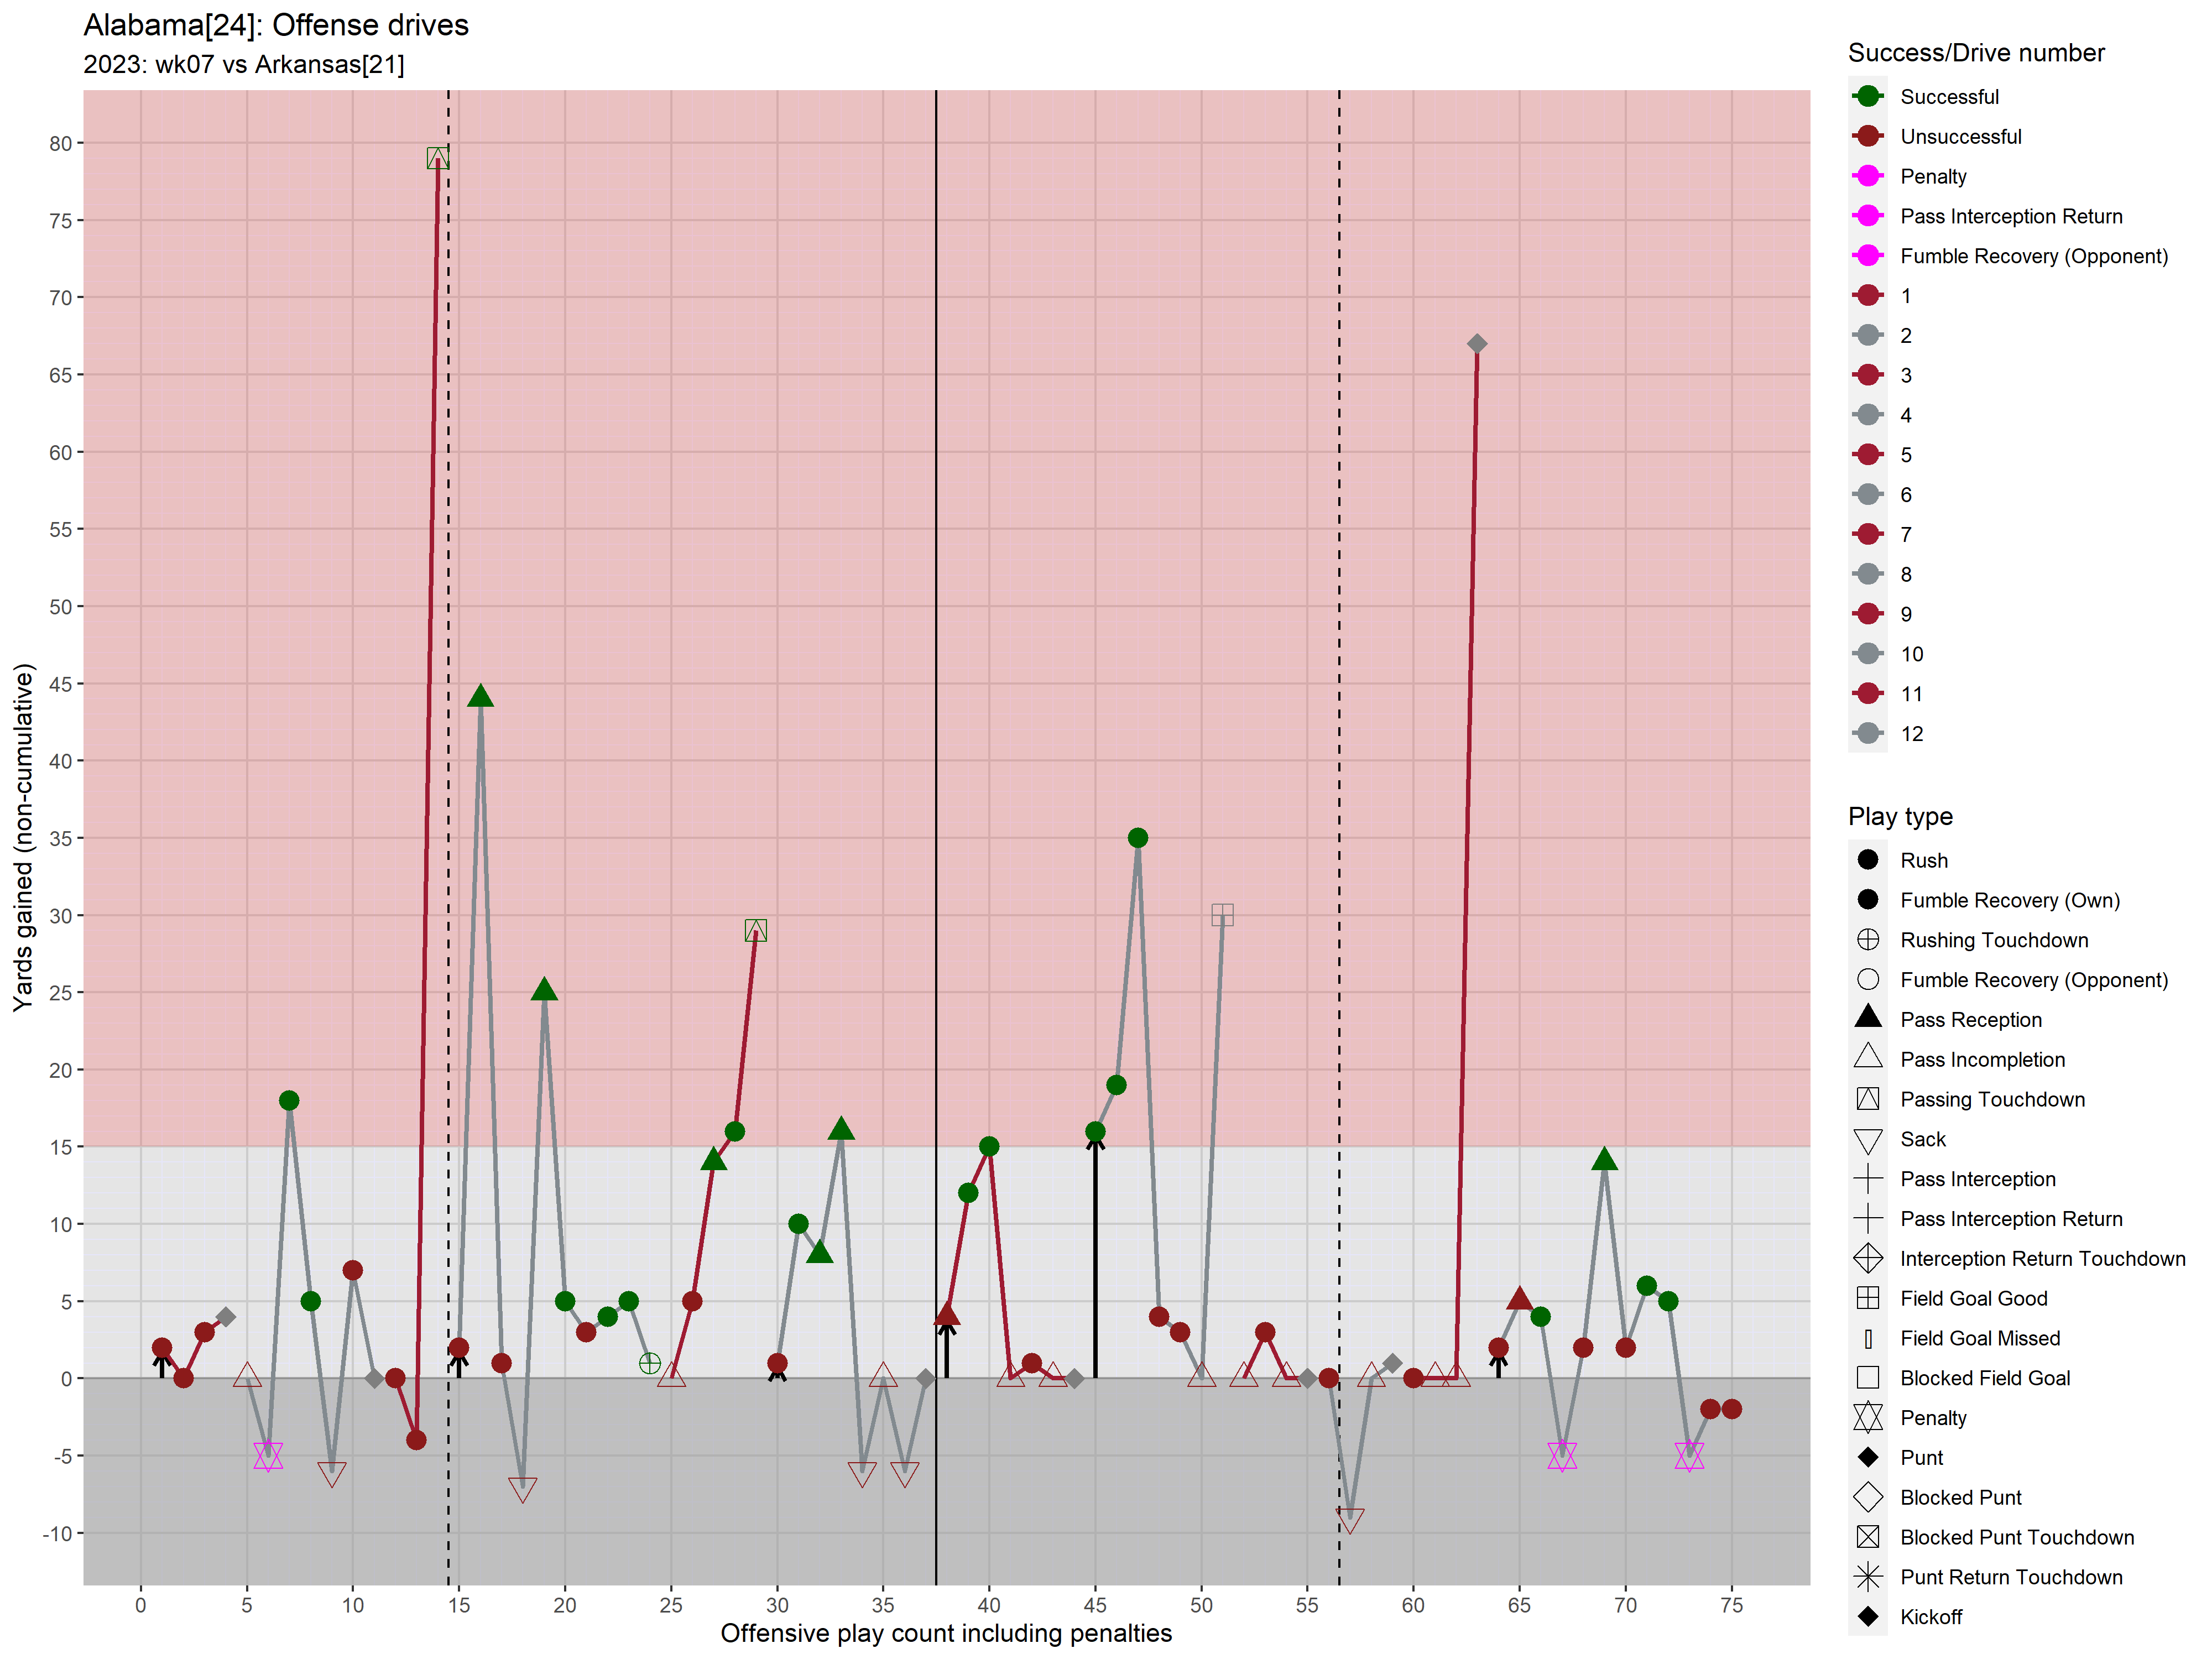 Alabama[24]: Offense drives
2023: wk07 vs Arkansas[21]
Yards gained (non-cumulative)
80
75
70
65
60
55
50
45
40
35
30
25
20
15
10
5
0
-5
-10
0 5 10 15 20 25 30 35 40 45 50 55 60 65 70 75
Offensive play count including penalties
Success/Drive number
Successful
Unsuccessful
Penalty
Pass Interception Return
Fumble Recovery (Opponent)
1
2
3
4
5
6
7
8
9
10
11
12
Play type
Rush
Fumble Recovery (Own)
Rushing Touchdown
Fumble Recovery (Opponent)
Pass Reception
Pass Incompletion
Passing Touchdown
Sack
Pass Interception
Pass Interception Return
Interception Return Touchdown
Field Goal Good
Field Goal Missed
Blocked Field Goal
Penalty
Punt
Blocked Punt
Blocked Punt Touchdown
Punt Return Touchdown
Kickoff